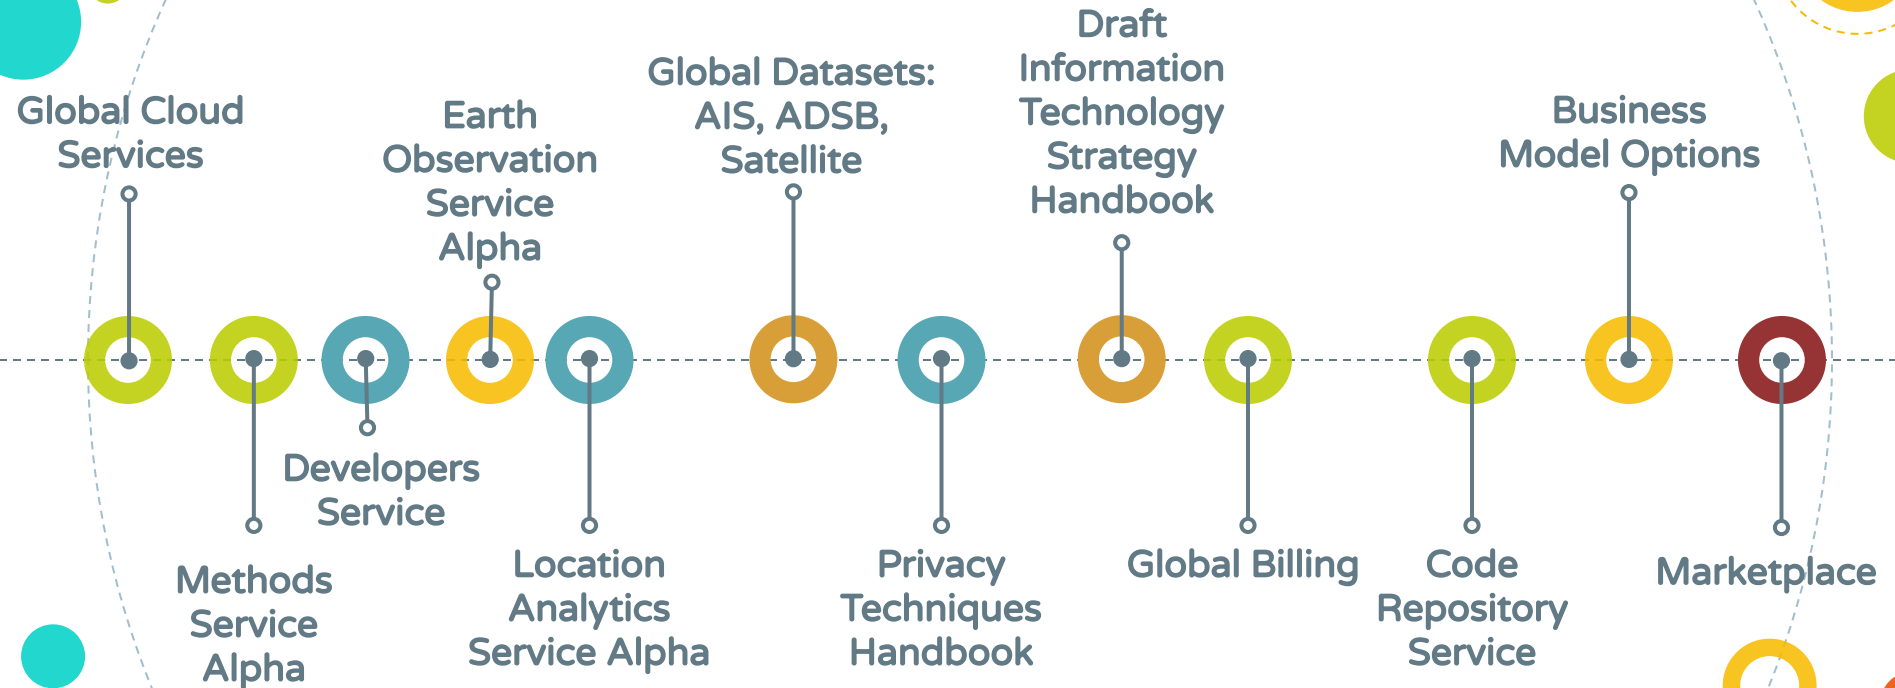 Global Cloud
Services
Methods
Service
Alpha
Developers
Service
Earth
Observation
Service
Alpha
Location
Analytics
Service Alpha
Global Datasets:
AIS, ADSB,
Satellite
Privacy
Techniques
Handbook
Draft
Information
Technology
Strategy
Handbook
Global Billing
Code
Repository
Service
Business
Model Options
Marketplace